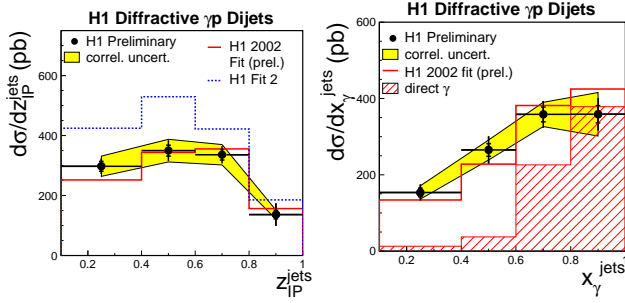 H1 Diffractive γp Dijets
dσ/dz_IP^jets (pb)
H1 Preliminary
correl. uncert.
H1 2002
Fit (prel.)
H1 Fit 2
600
400
200
0
0.2 0.4 0.6 0.8 1
z_IP^jets
H1 Diffractive γp Dijets
dσ/dx_γ^jets (pb)
H1 Preliminary
correl. uncert.
H1 2002 fit (prel.)
direct γ
600
400
200
0
0.2 0.4 0.6 0.8 1
x_γ^jets